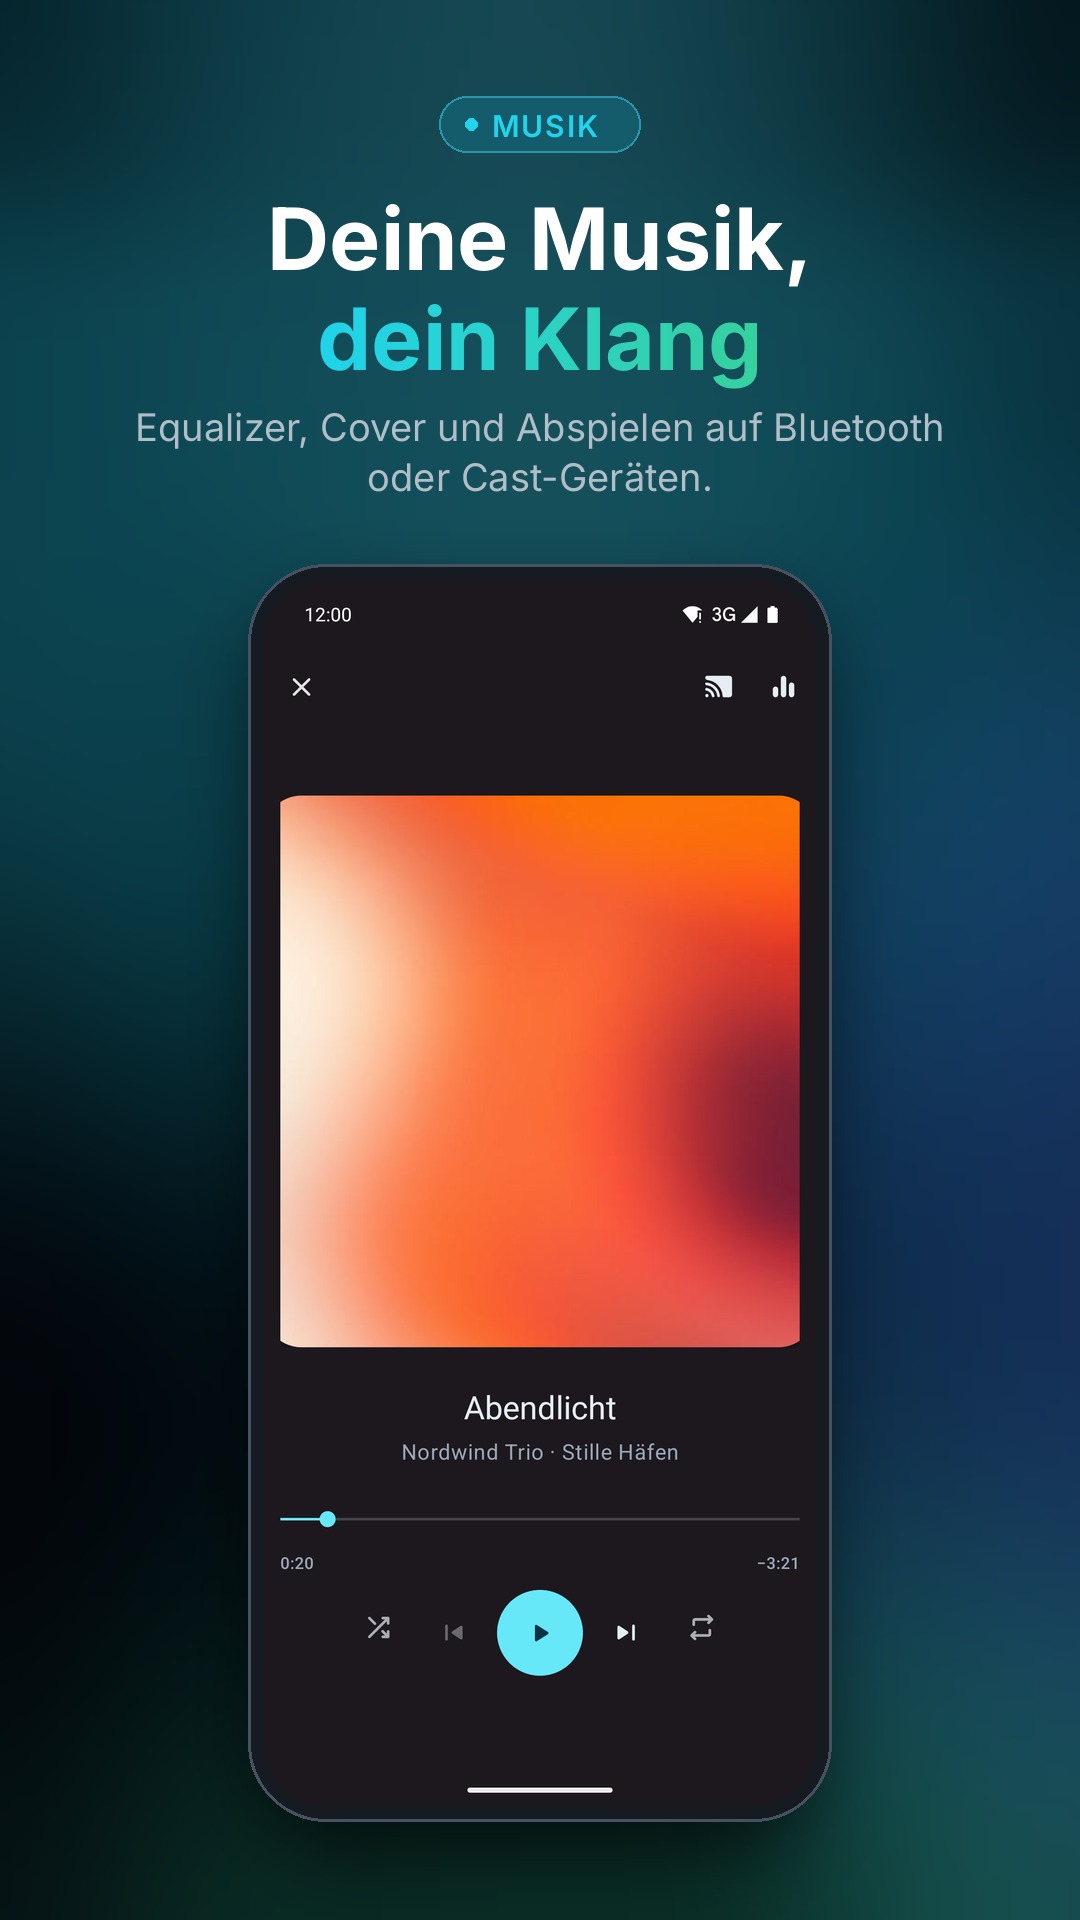 MUSIK
Deine Musik,
dein Klang
Equalizer, Cover und Abspielen auf Bluetooth
oder Cast-Geräten.
12:00
3G
Abendlicht
Nordwind Trio · Stille Häfen
0:20
−3:21